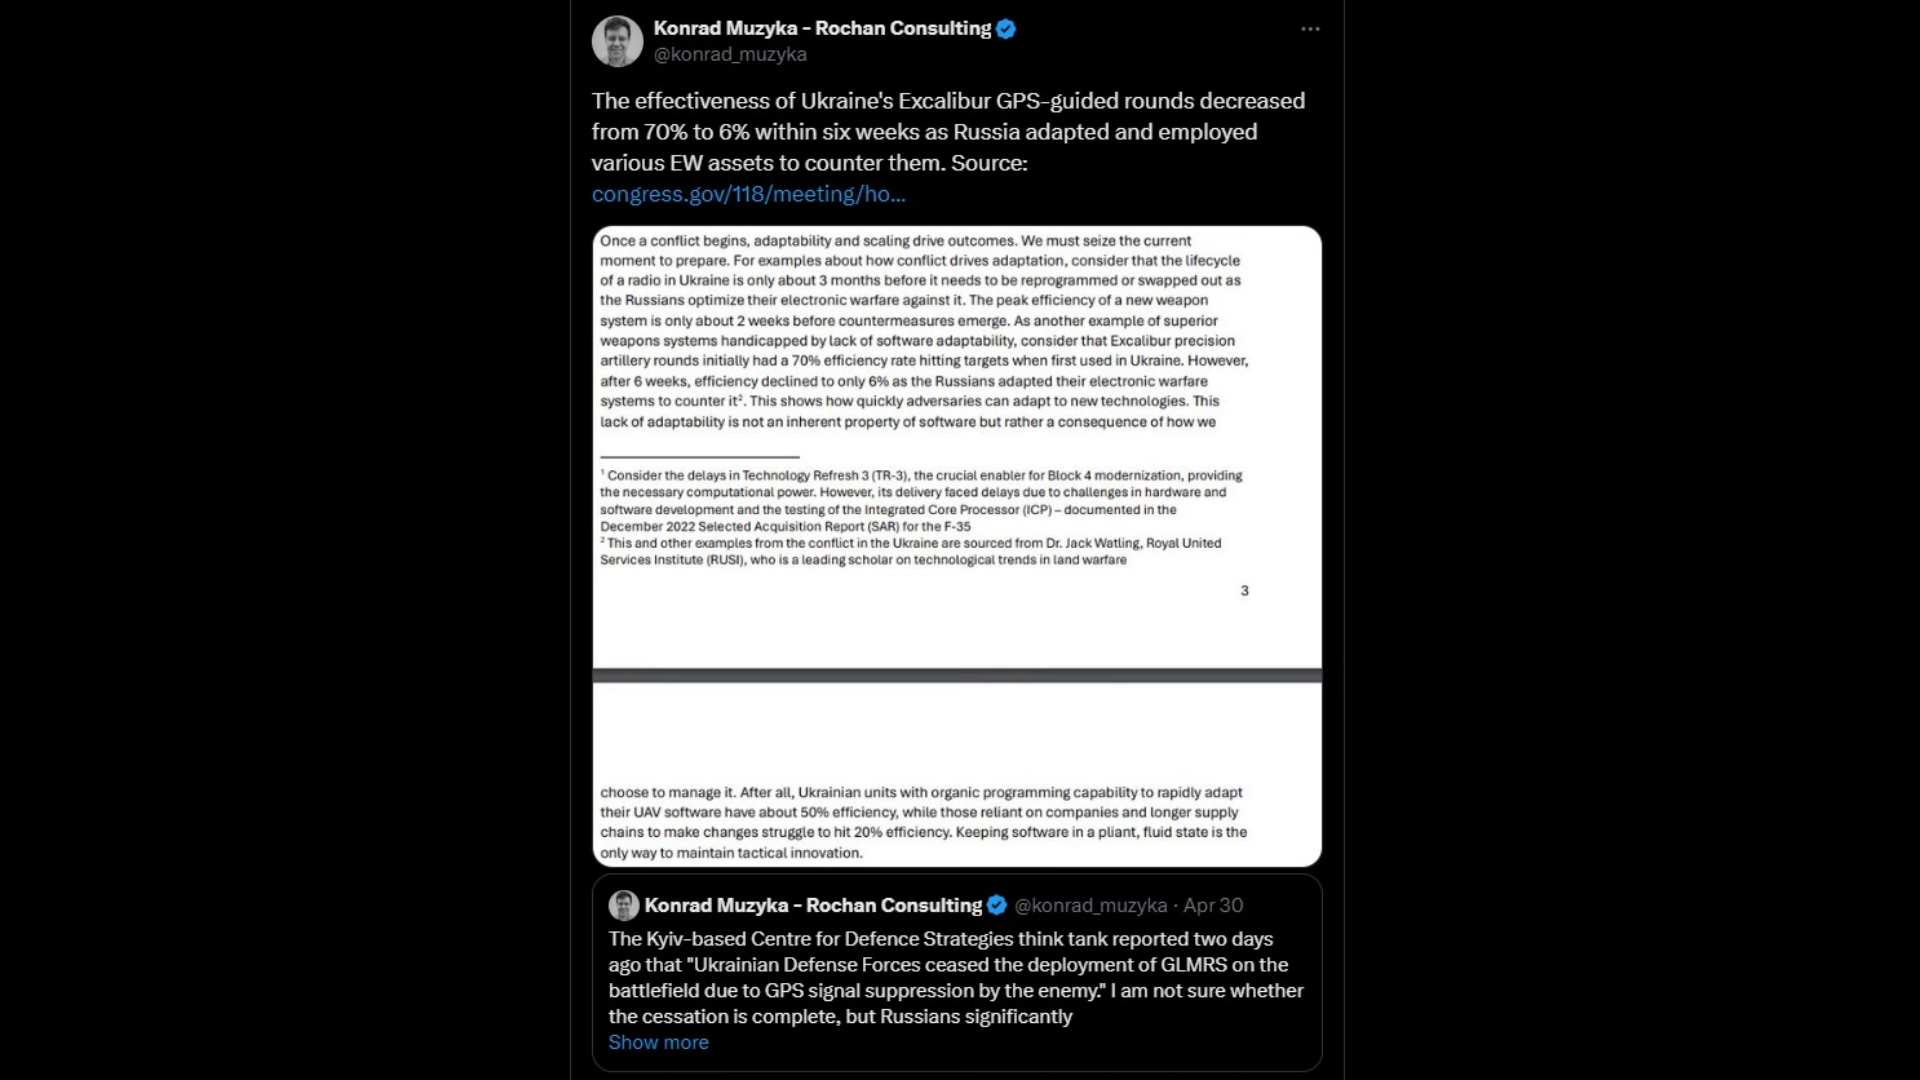 Konrad Muzyka - Rochan Consulting
@konrad_muzyka
The effectiveness of Ukraine's Excalibur GPS-guided rounds decreased
from 70% to 6% within six weeks as Russia adapted and employed
various EW assets to counter them. Source:
congress.gov/118/meeting/ho...
Once a conflict begins, adaptability and scaling drive outcomes. We must seize the current
moment to prepare. For examples about how conflict drives adaptation, consider that the lifecycle
of a radio in Ukraine is only about 3 months before it needs to be reprogrammed or swapped out as
the Russians optimize their electronic warfare against it. The peak efficiency of a new weapon
system is only about 2 weeks before countermeasures emerge. As another example of superior
weapons systems handicapped by lack of software adaptability, consider that Excalibur precision
artillery rounds initially had a 70% efficiency rate hitting targets when first used in Ukraine. However,
after 6 weeks, efficiency declined to only 6% as the Russians adapted their electronic warfare
systems to counter it². This shows how quickly adversaries can adapt to new technologies. This
lack of adaptability is not an inherent property of software but rather a consequence of how we
¹ Consider the delays in Technology Refresh 3 (TR-3), the crucial enabler for Block 4 modernization, providing
the necessary computational power. However, its delivery faced delays due to challenges in hardware and
software development and the testing of the Integrated Core Processor (ICP) – documented in the
December 2022 Selected Acquisition Report (SAR) for the F-35
² This and other examples from the conflict in the Ukraine are sourced from Dr. Jack Watling, Royal United
Services Institute (RUSI), who is a leading scholar on technological trends in land warfare
3
choose to manage it. After all, Ukrainian units with organic programming capability to rapidly adapt
their UAV software have about 50% efficiency, while those reliant on companies and longer supply
chains to make changes struggle to hit 20% efficiency. Keeping software in a pliant, fluid state is the
only way to maintain tactical innovation.
Konrad Muzyka - Rochan Consulting @konrad_muzyka · Apr 30
The Kyiv-based Centre for Defence Strategies think tank reported two days
ago that "Ukrainian Defense Forces ceased the deployment of GLMRS on the
battlefield due to GPS signal suppression by the enemy." I am not sure whether
the cessation is complete, but Russians significantly
Show more